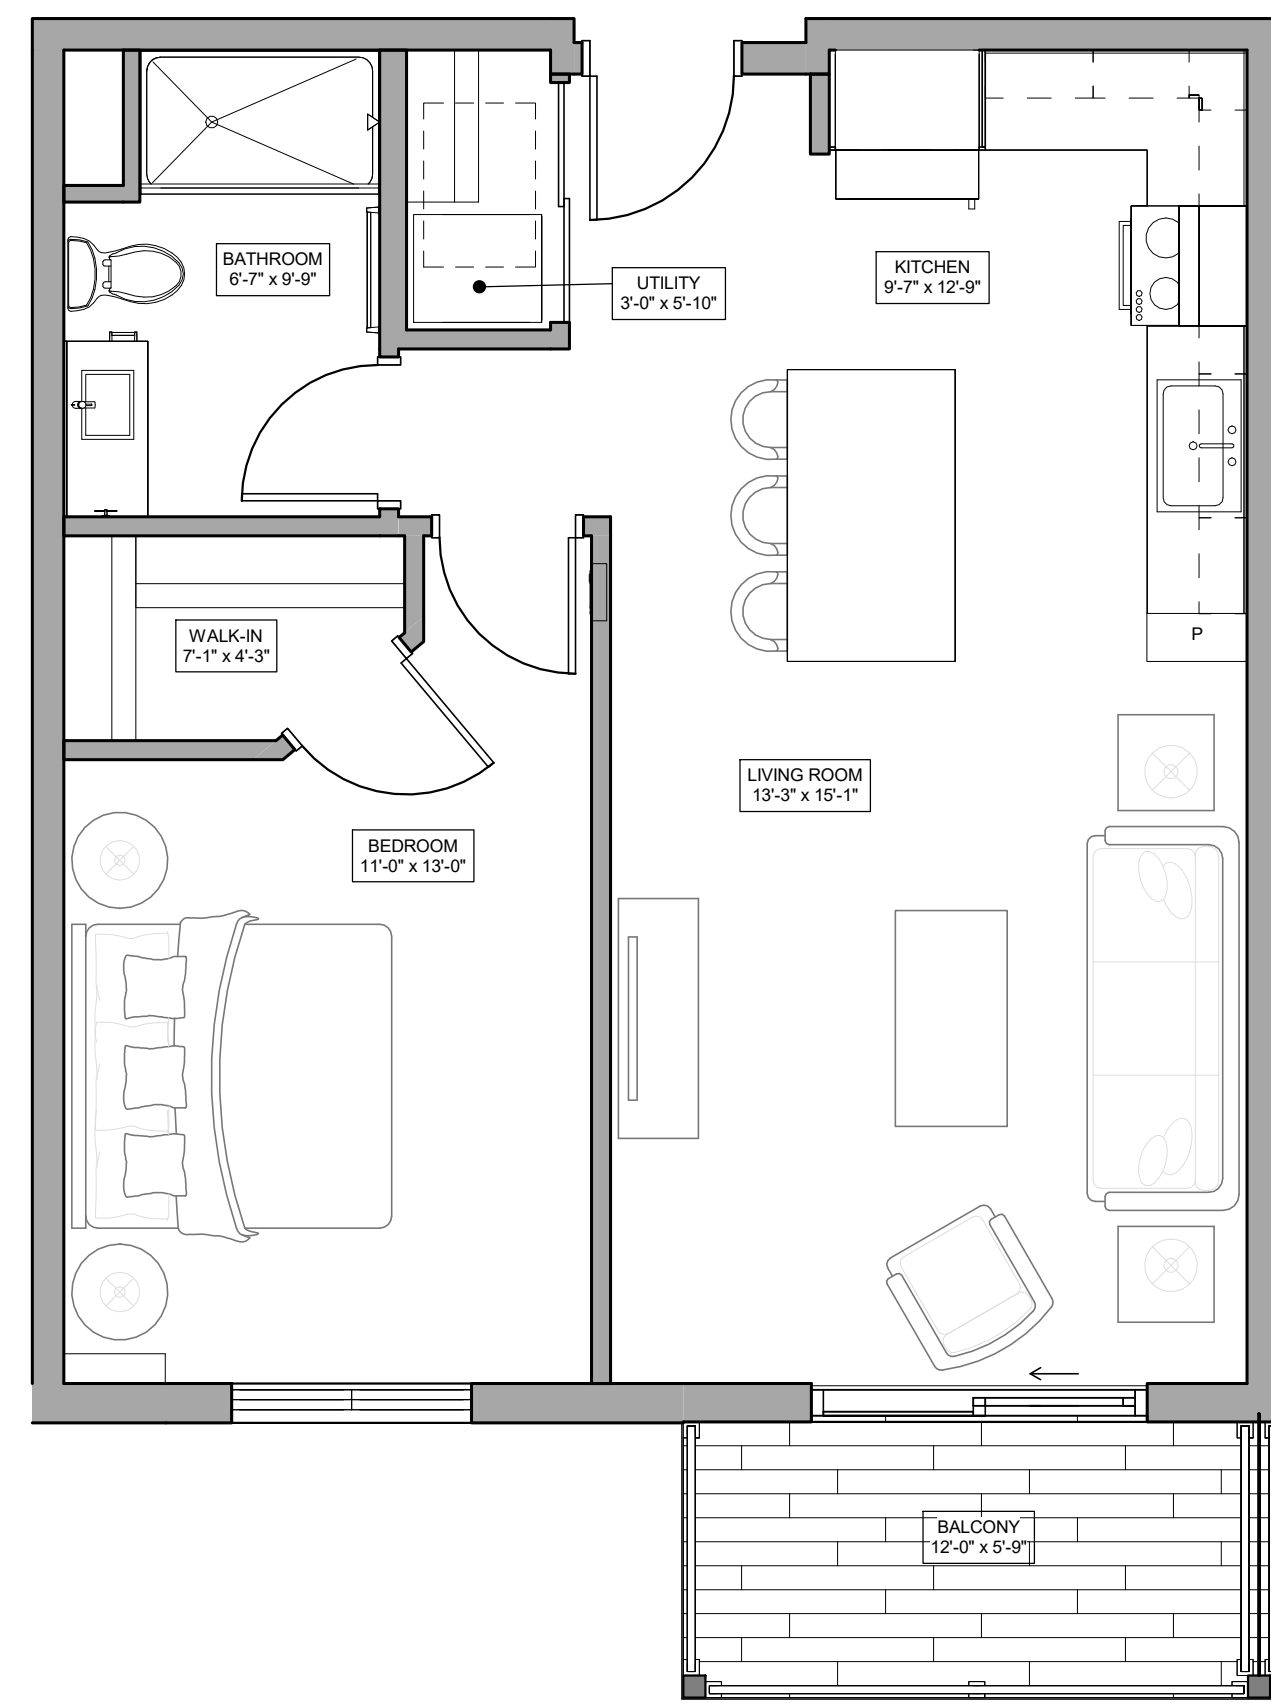 BATHROOM
6'-7" x 9'-9"
UTILITY
3'-0" x 5'-10"
KITCHEN
9'-7" x 12'-9"
WALK-IN
7'-1" x 4'-3"
P
LIVING ROOM
13'-3" x 15'-1"
BEDROOM
11'-0" x 13'-0"
BALCONY
12'-0" x 5'-9"